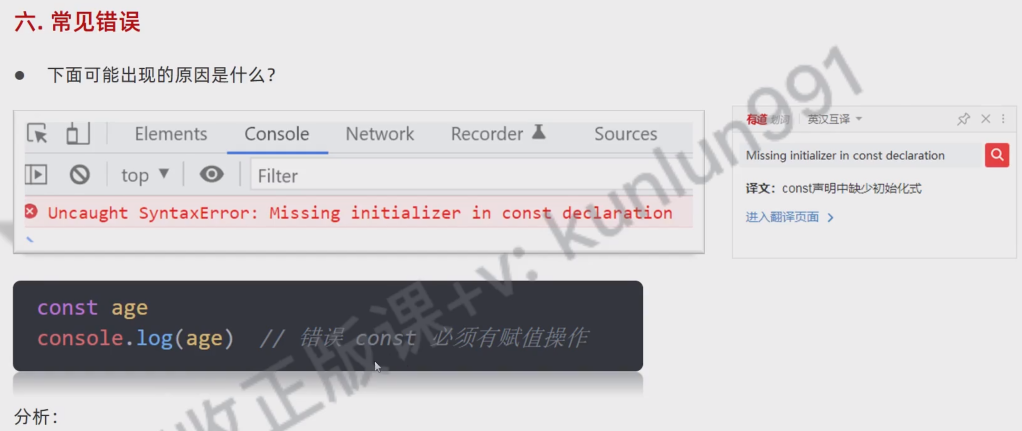 六. 常见错误
● 下面可能出现的原因是什么?
Elements Console Network Recorder Sources
top ▼ Filter
Uncaught SyntaxError: Missing initializer in const declaration
有道 划词 英汉互译
Missing initializer in const declaration
译文：const声明中缺少初始化式
进入翻译页面 >
const age
console.log(age) // 错误 const 必须有赋值操作
分析：
收正版课+v: kunlun991